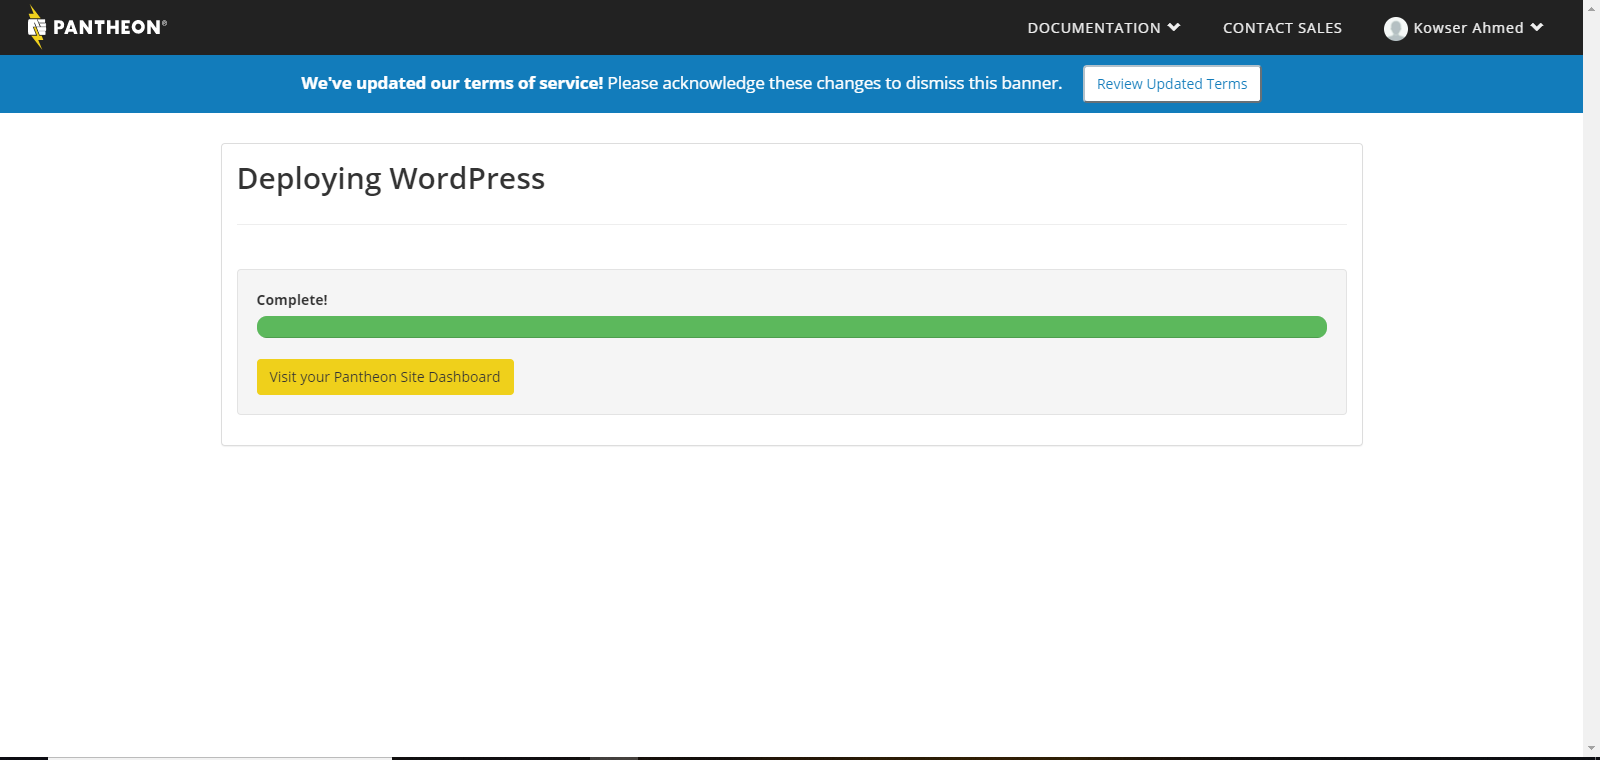 PANTHEON®
DOCUMENTATION
CONTACT SALES
Kowser Ahmed
We've updated our terms of service! Please acknowledge these changes to dismiss this banner.
Review Updated Terms
Deploying WordPress
Complete!
Visit your Pantheon Site Dashboard